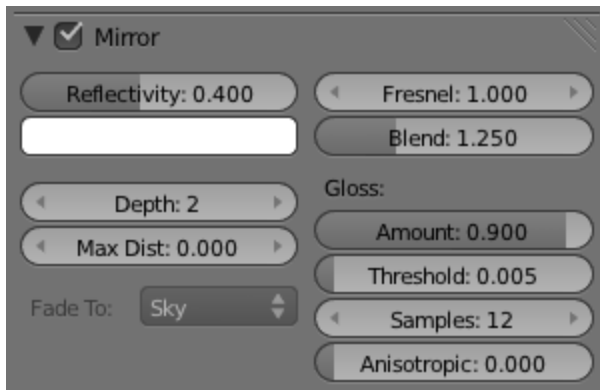 Mirror
Reflectivity: 0.400
Fresnel: 1.000
Blend: 1.250
Depth: 2
Max Dist: 0.000
Fade To: Sky
Gloss:
Amount: 0.900
Threshold: 0.005
Samples: 12
Anisotropic: 0.000